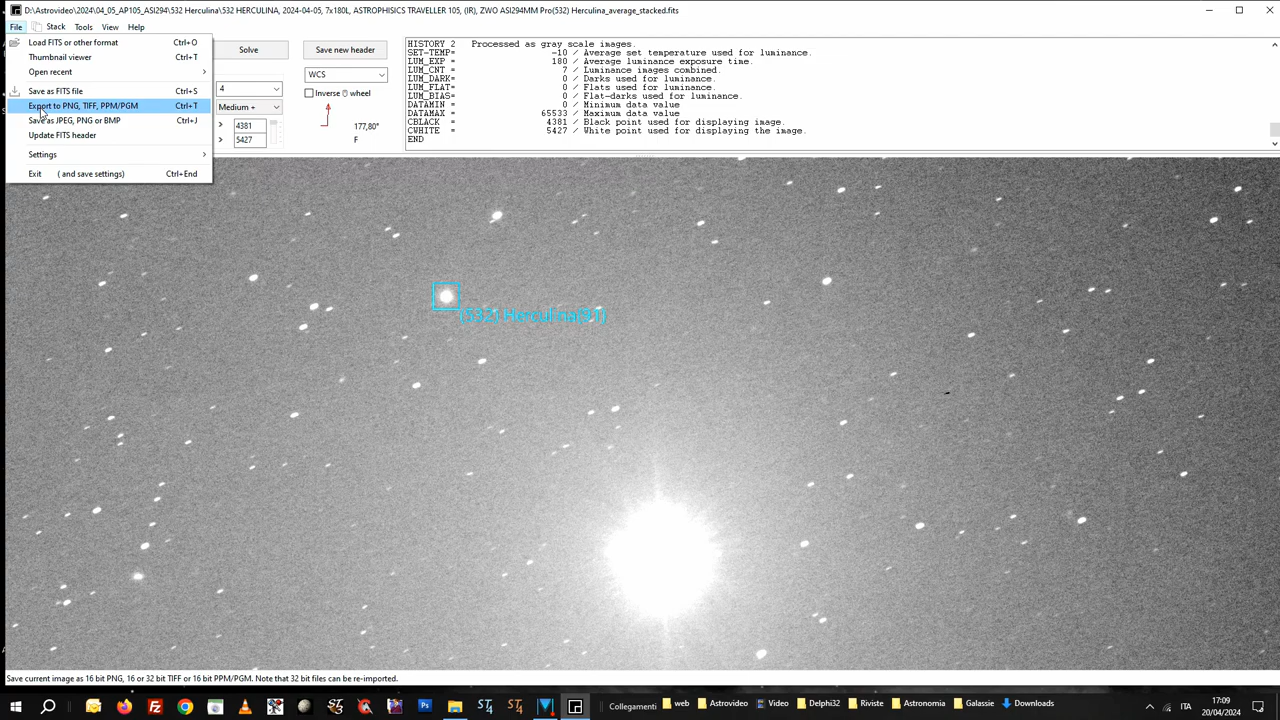 D:\Astrovideo\2024\04_05_AP105_ASI294\532 Herculina\532 HERCULINA, 2024-04-05, 7x180L, ASTROPHISICS TRAVELLER 105, (IR), ZWO ASI294MM Pro(532) Herculina_average_stacked.fits
File Stack Tools View Help
Load FITS or other format Ctrl+O
Thumbnail viewer Ctrl+T
Open recent
Save as FITS file Ctrl+S
Export to PNG, TIFF, PPM/PGM Ctrl+T
Save as JPEG, PNG or BMP Ctrl+J
Update FITS header
Settings
Exit ( and save settings) Ctrl+End
Solve Save new header
4 WCS
Inverse wheel
Medium +
4381 177,80°
5427 F
HISTORY 2 Processed as gray scale images.
SET-TEMP= -10 / Average set temperature used for luminance.
LUM_EXP = 180 / Average luminance exposure time.
LUM_CNT = 7 / Luminance images combined.
LUM_DARK= 0 / Darks used for luminance.
LUM_FLAT= 0 / Flats used for luminance.
LUM_BIAS= 0 / Flat-darks used for luminance.
DATAMIN = 0 / Minimum data value
DATAMAX = 65533 / Maximum data value
CBLACK = 4381 / Black point used for displaying image.
CWHITE = 5427 / White point used for displaying the image.
END
(532) Herculina(91)
Save current image as 16 bit PNG, 16 or 32 bit TIFF or 16 bit PPM/PGM. Note that 32 bit files can be re-imported.
Collegamenti web Astrovideo Video Delphi32 Riviste Astronomia Galassie Downloads
ITA
17:09
20/04/2024